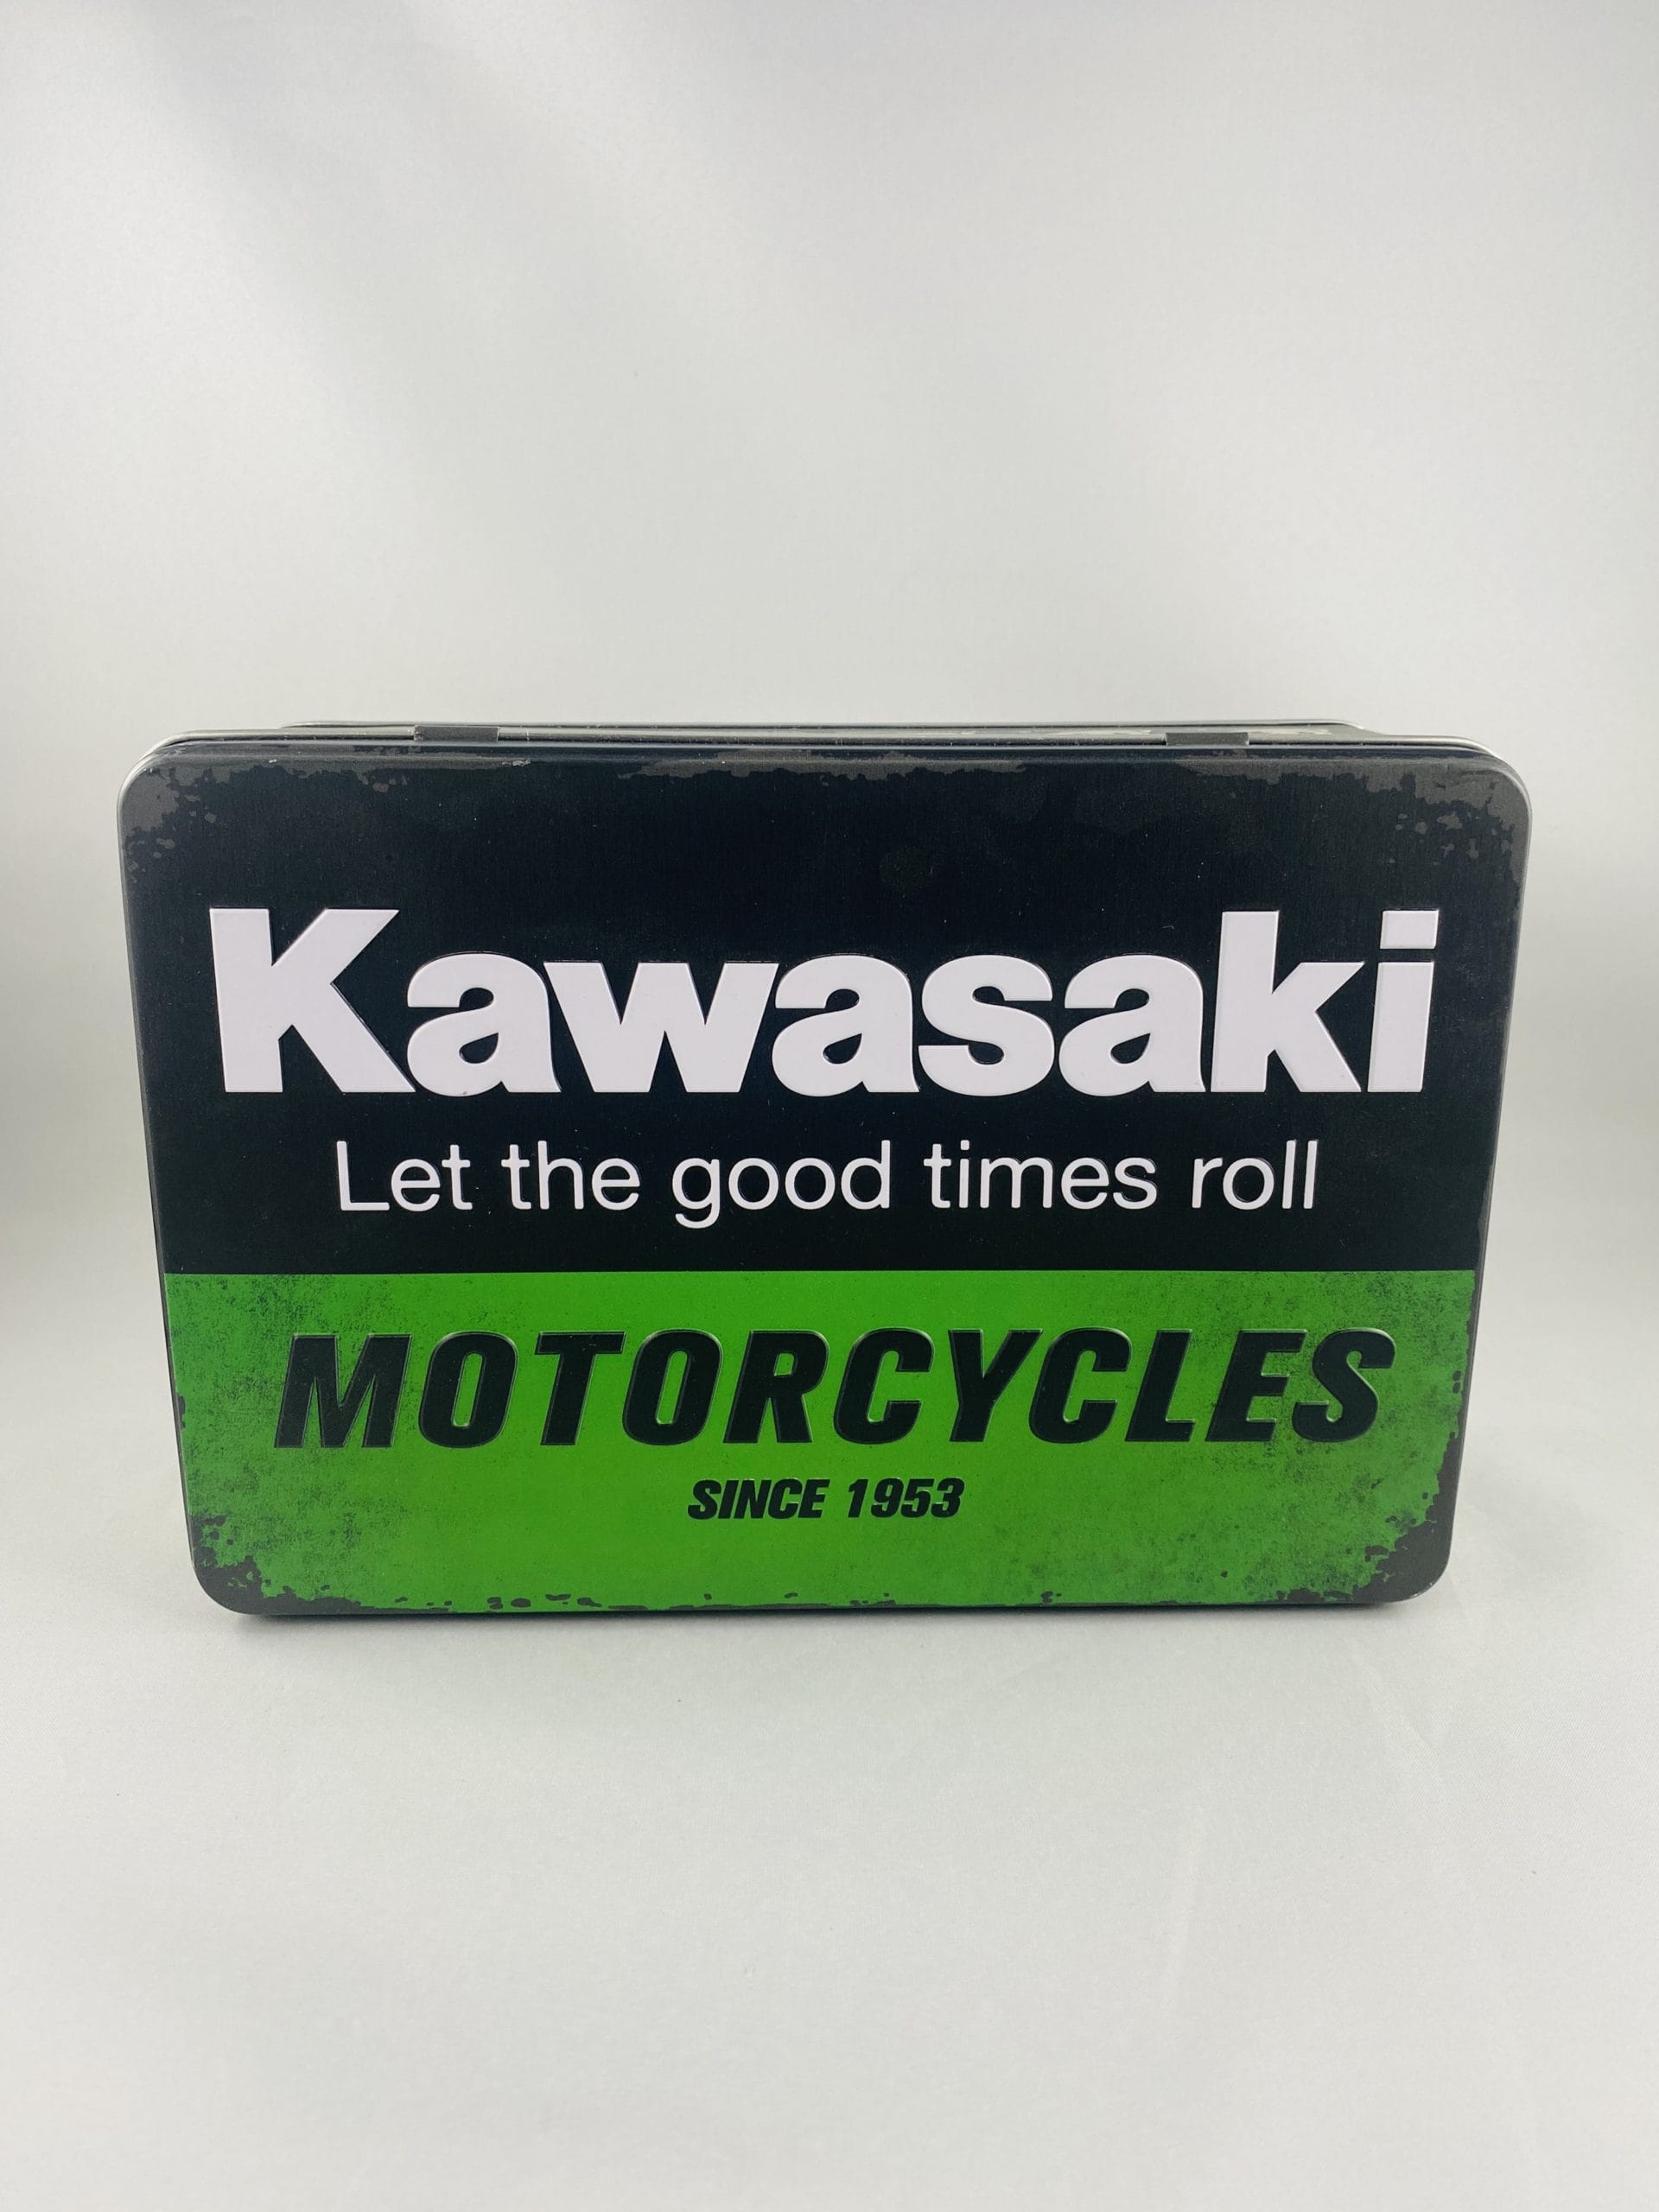 Kawasaki
Let the good times roll
MOTORCYCLES
SINCE 1953